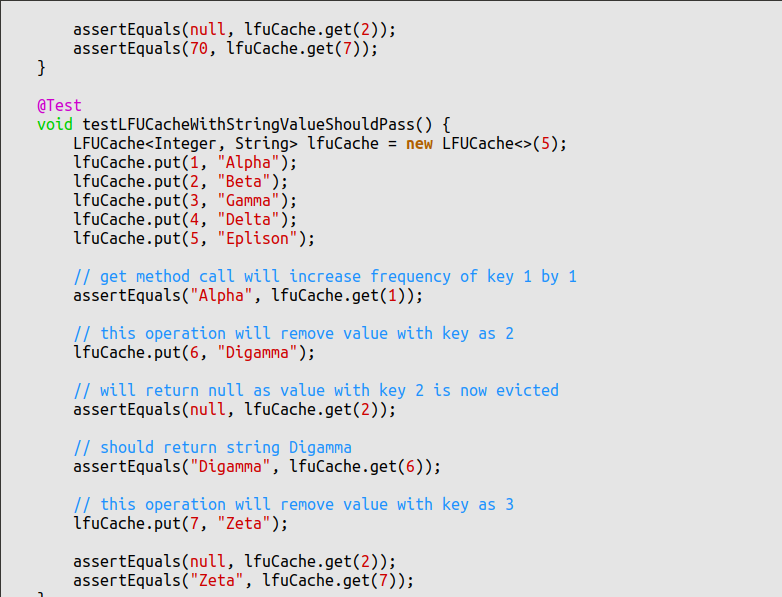 assertEquals(null, lfuCache.get(2));
assertEquals(70, lfuCache.get(7));
}
@Test
void testLFUCacheWithStringValueShouldPass() {
LFUCache<Integer, String> lfuCache = new LFUCache<>(5);
lfuCache.put(1, "Alpha");
lfuCache.put(2, "Beta");
lfuCache.put(3, "Gamma");
lfuCache.put(4, "Delta");
lfuCache.put(5, "Eplison");
// get method call will increase frequency of key 1 by 1
assertEquals("Alpha", lfuCache.get(1));
// this operation will remove value with key as 2
lfuCache.put(6, "Digamma");
// will return null as value with key 2 is now evicted
assertEquals(null, lfuCache.get(2));
// should return string Digamma
assertEquals("Digamma", lfuCache.get(6));
// this operation will remove value with key as 3
lfuCache.put(7, "Zeta");
assertEquals(null, lfuCache.get(2));
assertEquals("Zeta", lfuCache.get(7));
}